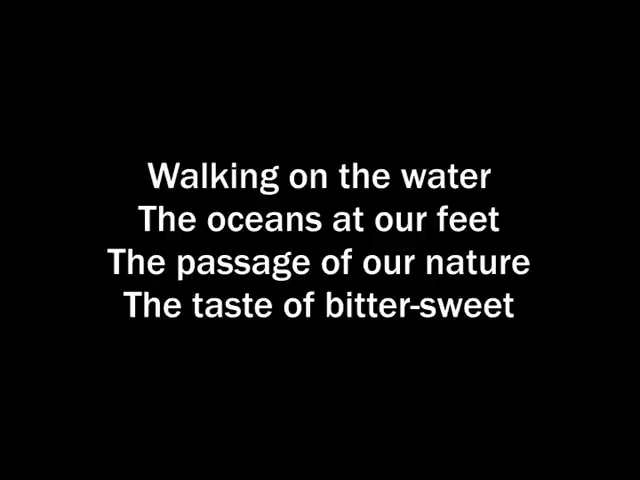 Walking on the water
The oceans at our feet
The passage of our nature
The taste of bitter-sweet